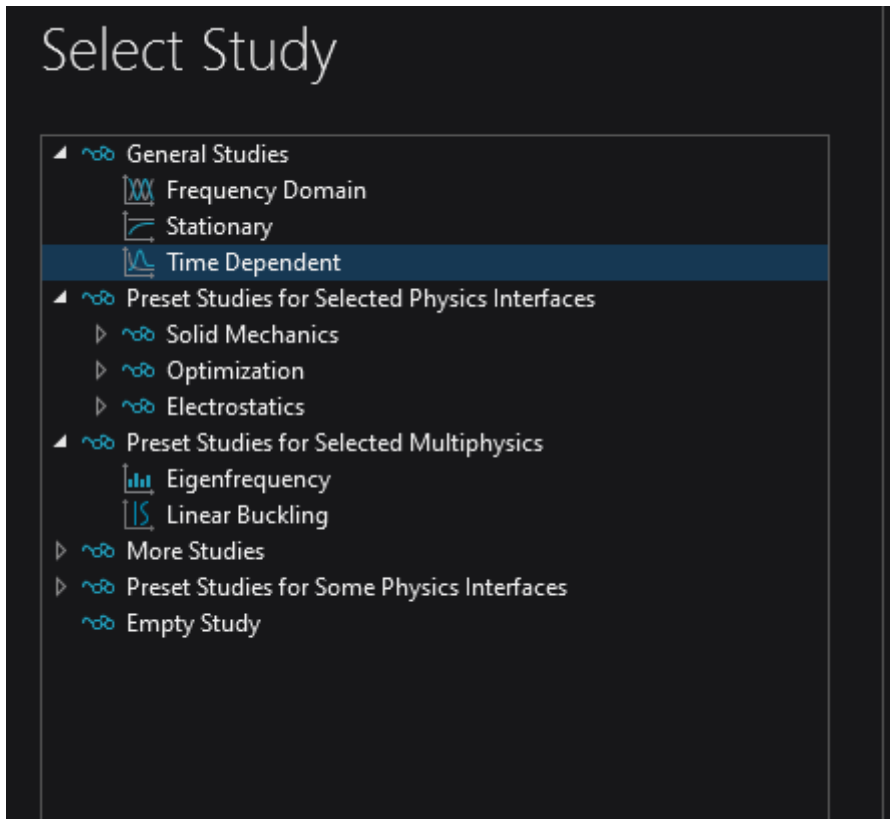 Select Study
General Studies
Frequency Domain
Stationary
Time Dependent
Preset Studies for Selected Physics Interfaces
Solid Mechanics
Optimization
Electrostatics
Preset Studies for Selected Multiphysics
Eigenfrequency
Linear Buckling
More Studies
Preset Studies for Some Physics Interfaces
Empty Study